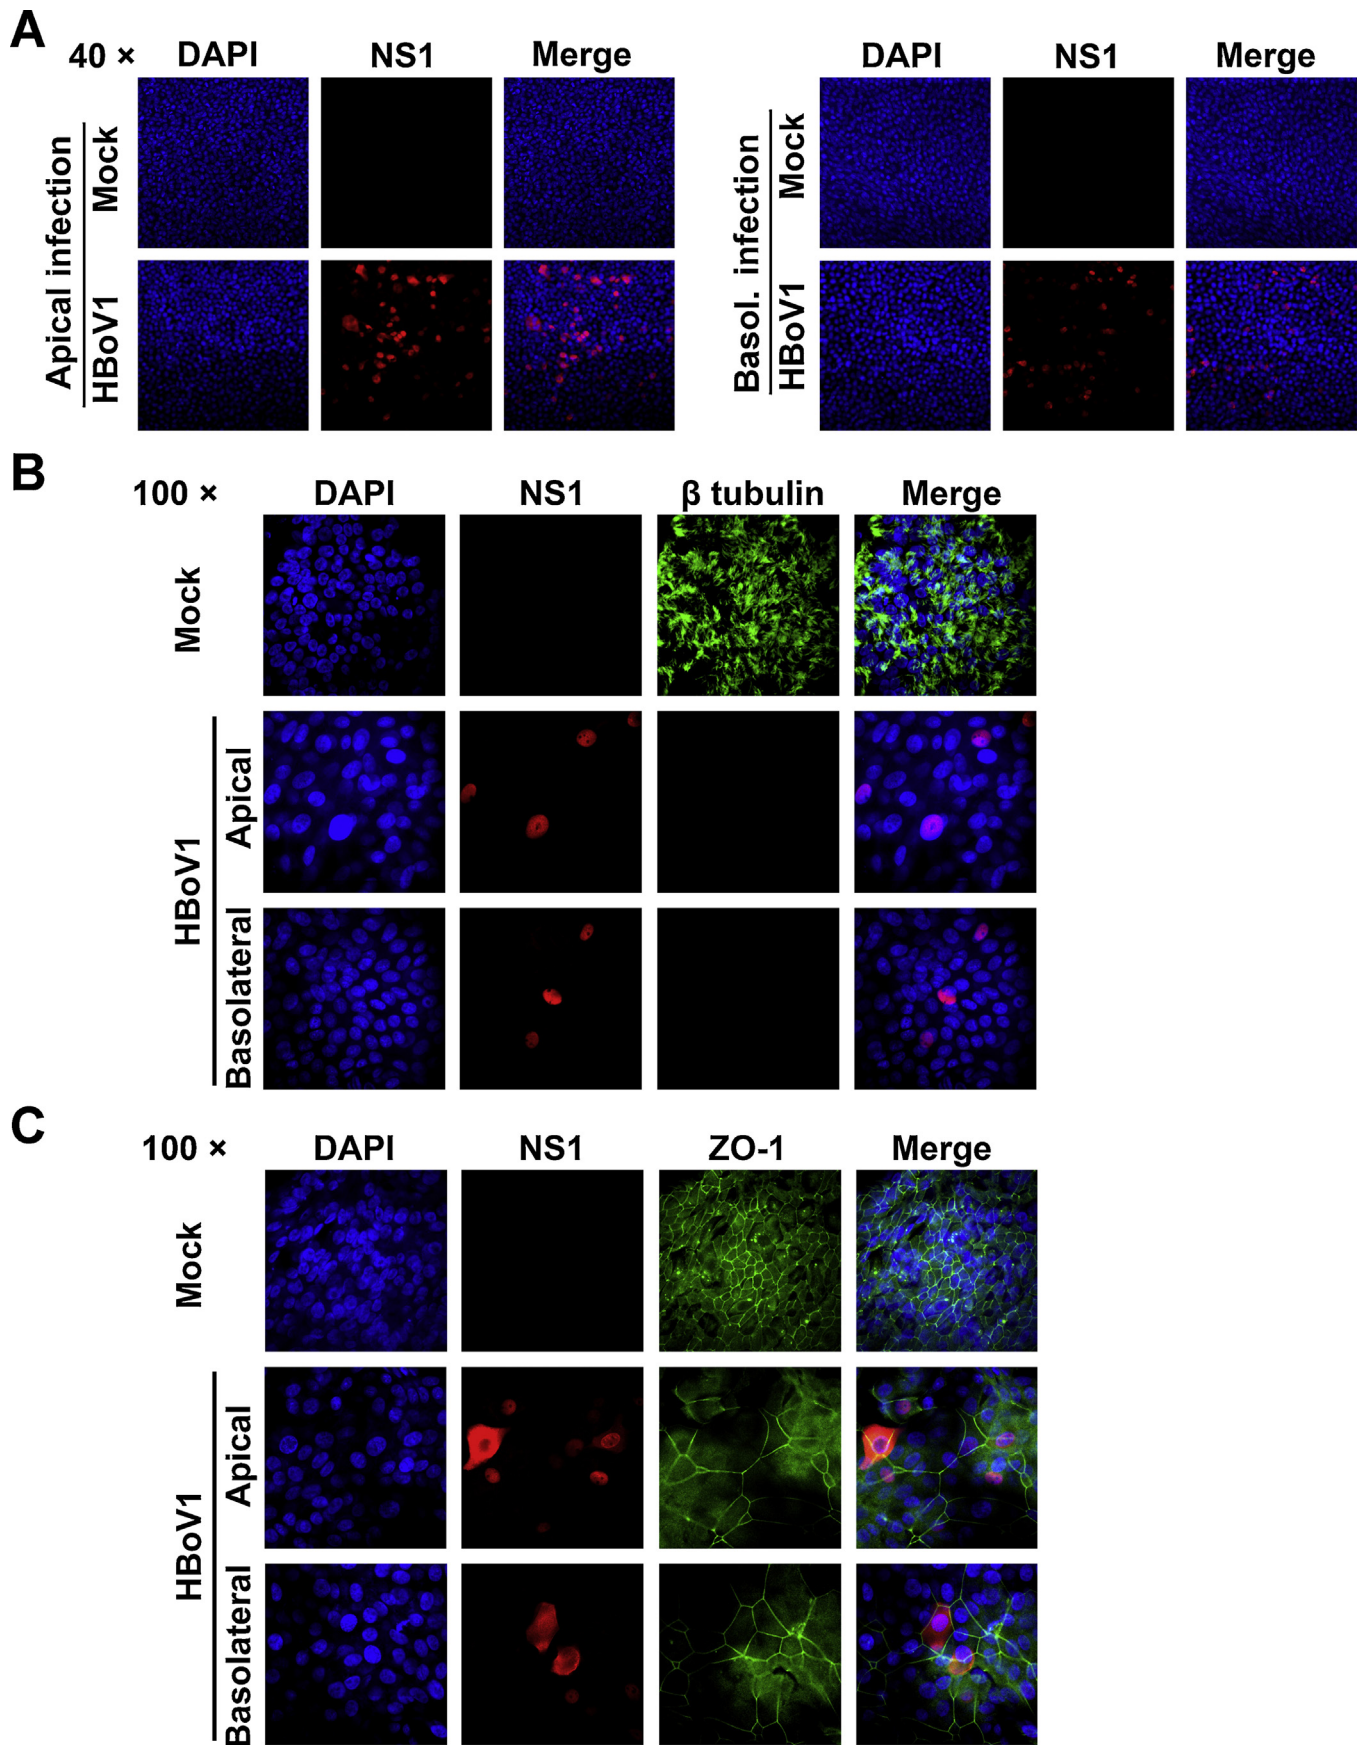 A
40 × DAPI NS1 Merge DAPI NS1 Merge
Apical infection
Mock
HBoV1
Basol. infection
Mock
HBoV1
B
100 × DAPI NS1 β tubulin Merge
Mock
HBoV1
Apical
Basolateral
C
100 × DAPI NS1 ZO-1 Merge
Mock
HBoV1
Apical
Basolateral